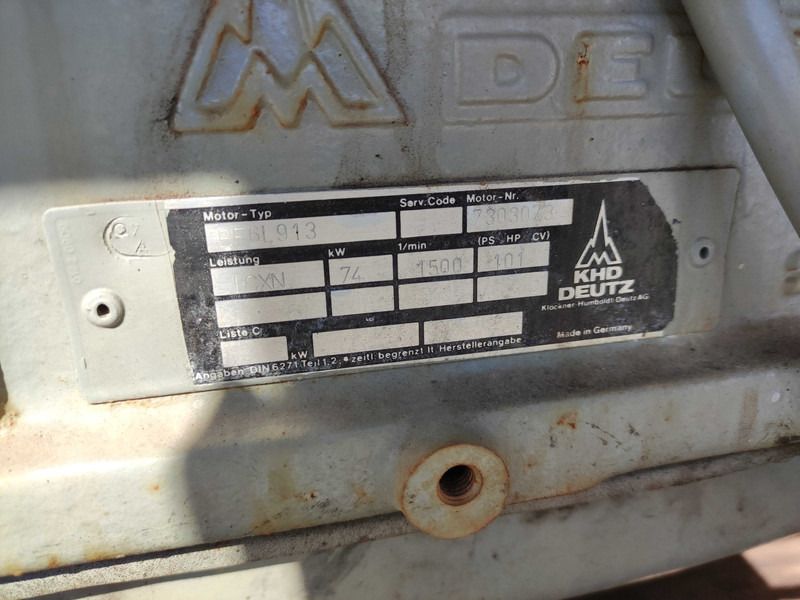 DEU
Motor-Typ Serv.Code Motor-Nr.
L913
Leistung kW 1/min (PS HP CV)
74 1500 101
KHD
DEUTZ
Klöckner-Humboldt-Deutz AG
Liste C
kW
Made in Germany
Angaben DIN 6271 Teil 1,2, * zeitl. begrenzt lt. Herstellerangabe